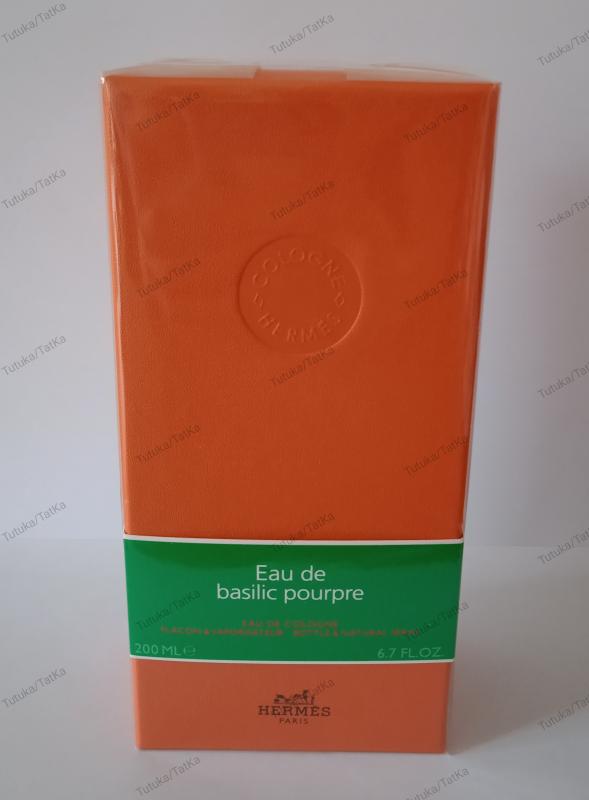 COLOGNE
HERMÈS
Eau de
basilic pourpre
EAU DE COLOGNE
FLACON & VAPORISATEUR BOTTLE & NATURAL SPRAY
200 ML e 6.7 FL.OZ.
HERMÈS
PARIS
Tutuka/TatKa